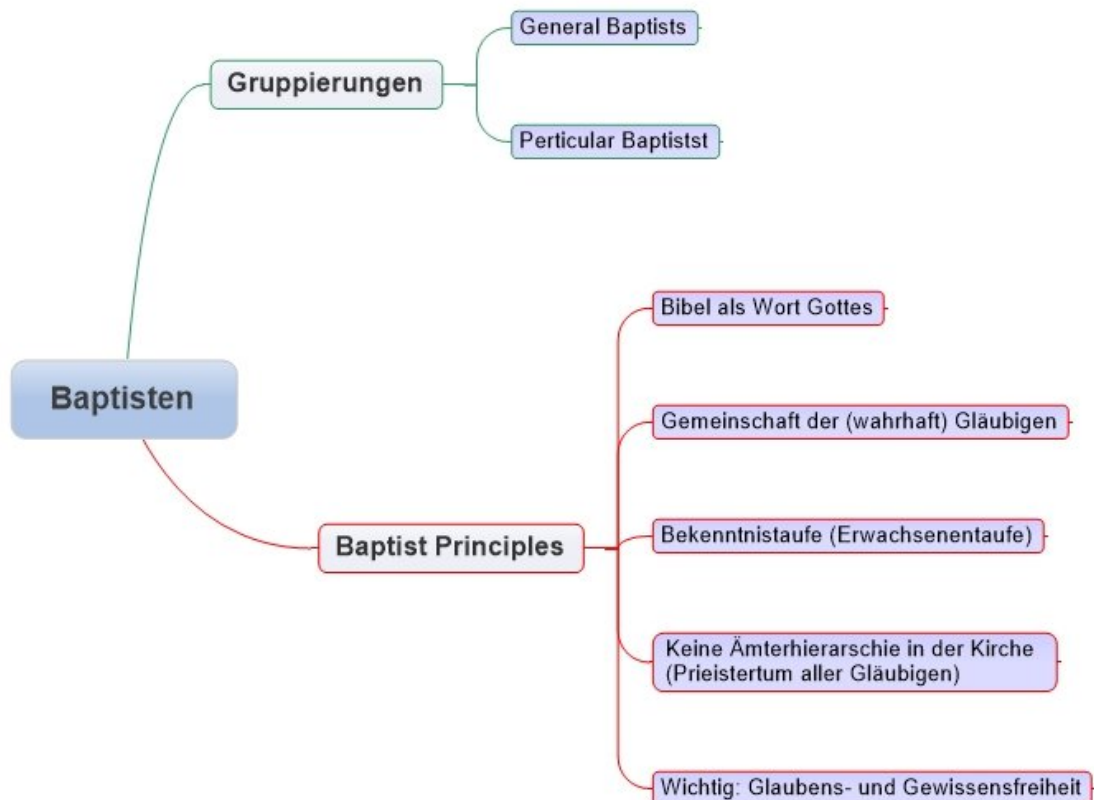 General Baptists
Gruppierungen
Perticular Baptistst
Baptisten
Bibel als Wort Gottes
Gemeinschaft der (wahrhaft) Gläubigen
Bekenntnistaufe (Erwachsenentaufe)
Baptist Principles
Keine Ämterhierarschie in der Kirche
(Prieistertum aller Gläubigen)
Wichtig: Glaubens- und Gewissensfreiheit